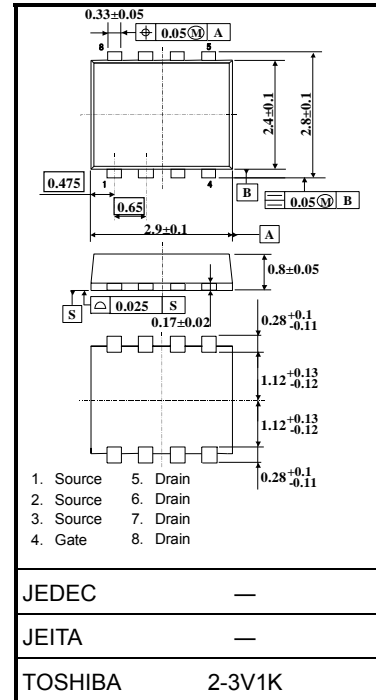 0.33±0.05
⌖ 0.05 Ⓜ A
8 5
2.4±0.1
2.8±0.1
0.475
1 4
0.65
B
⌯ 0.05 Ⓜ B
2.9±0.1
A
0.8±0.05
S
⌓ 0.025 S
0.17±0.02
0.28 +0.1 -0.11
1.12 +0.13 -0.12
1.12 +0.13 -0.12
0.28 +0.1 -0.11
1. Source 5. Drain
2. Source 6. Drain
3. Source 7. Drain
4. Gate 8. Drain
JEDEC —
JEITA —
TOSHIBA 2-3V1K